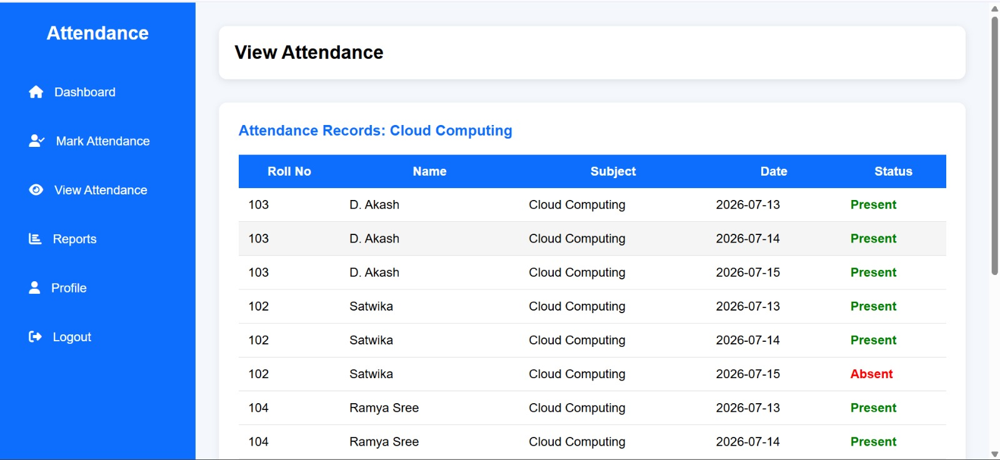 Attendance
Dashboard
Mark Attendance
View Attendance
Reports
Profile
Logout
View Attendance
Attendance Records: Cloud Computing
Roll No Name Subject Date Status
103 D. Akash Cloud Computing 2026-07-13 Present
103 D. Akash Cloud Computing 2026-07-14 Present
103 D. Akash Cloud Computing 2026-07-15 Present
102 Satwika Cloud Computing 2026-07-13 Present
102 Satwika Cloud Computing 2026-07-14 Present
102 Satwika Cloud Computing 2026-07-15 Absent
104 Ramya Sree Cloud Computing 2026-07-13 Present
104 Ramya Sree Cloud Computing 2026-07-14 Present